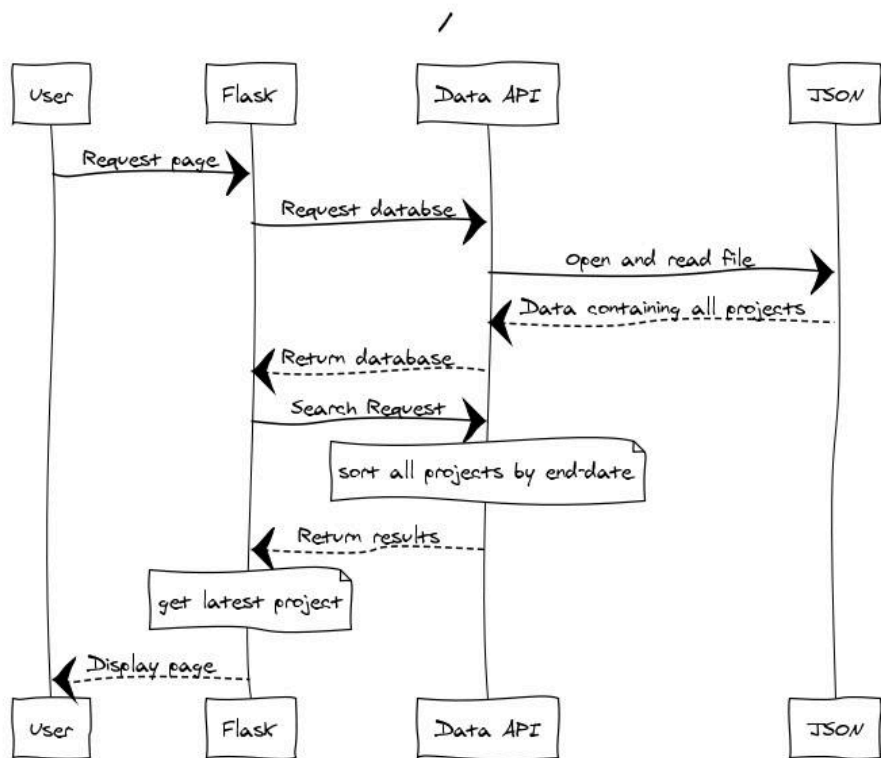 /
User
Flask
Data API
JSON
Request page
Request databse
Open and read file
Data containing all projects
Return database
Search Request
sort all projects by end-date
Return results
get latest project
Display page
User
Flask
Data API
JSON